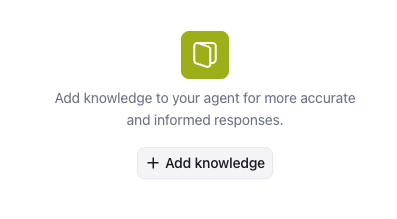 Add knowledge to your agent for more accurate
and informed responses.
+ Add knowledge